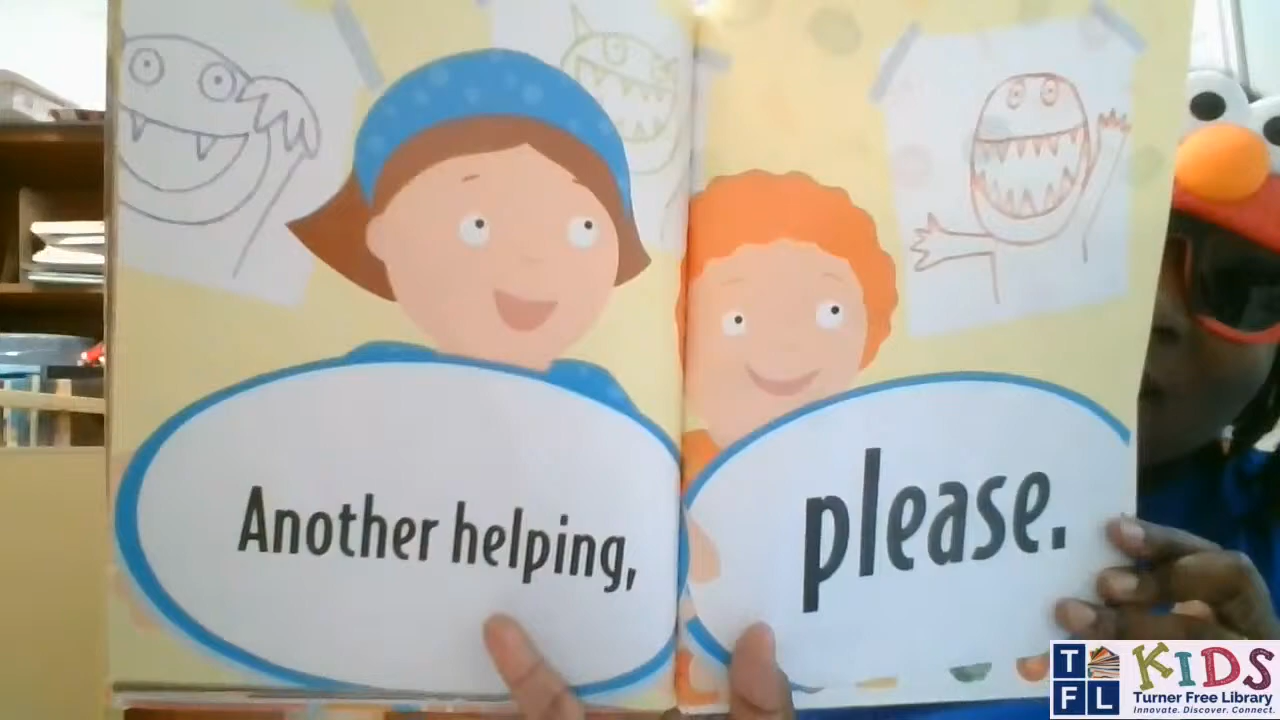 Another helping,
please.
TFL
KiDS
Turner Free Library
Innovate. Discover. Connect.